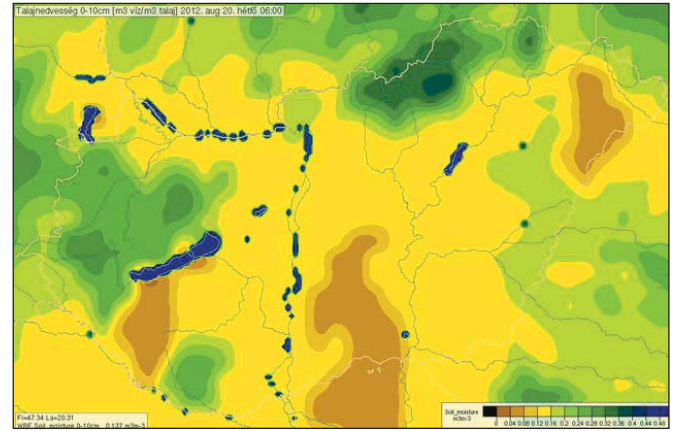 Talajnedvesség 0-10cm [m3 víz/m3 talaj] 2012. aug 20. hétfő 06:00
Fi=47.34 La=20.31
WRF Soil_moisture 0-10cm 0.137 m3m-3
Soil_moisture
m3m-3
0 0.04 0.08 0.12 0.16 0.2 0.24 0.28 0.32 0.36 0.4 0.44 0.48